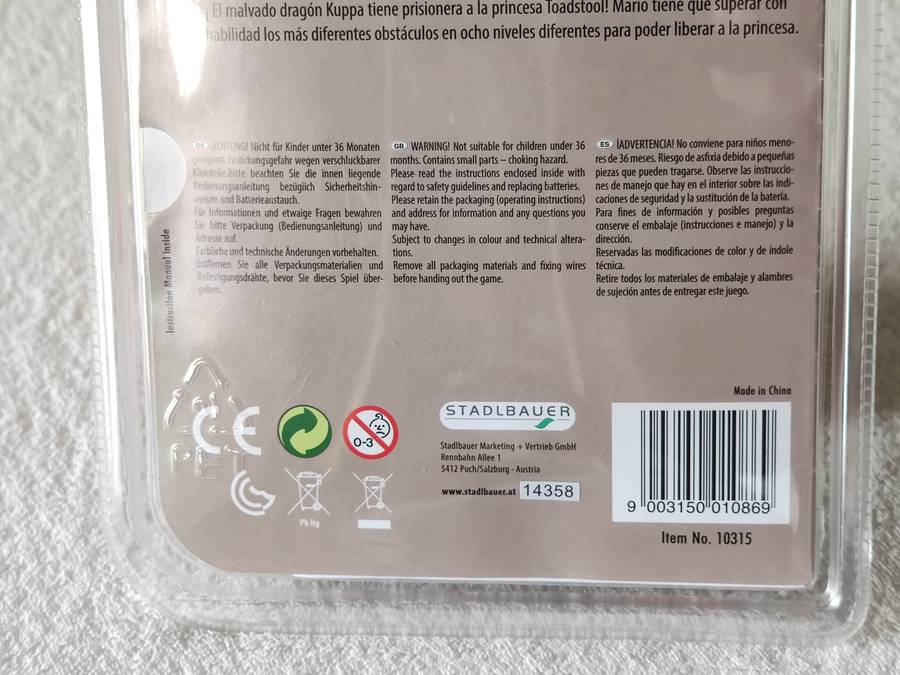 ¡ El malvado dragón Kuppa tiene prisionera a la princesa Toadstool! Mario tiene que superar con
habilidad los más diferentes obstáculos en ocho niveles diferentes para poder liberar a la princesa.
DE ACHTUNG! Nicht für Kinder unter 36 Monaten
geeignet. Erstickungsgefahr wegen verschluckbarer
Kleinteile.Bitte beachten Sie die innen liegende
Bedienungsanleitung bezüglich Sicherheitshin-
weisen und Batterieaustausch.
Für Informationen und etwaige Fragen bewahren
Sie bitte Verpackung (Bedienungsanleitung) und
Adresse auf.
Farbliche und technische Änderungen vorbehalten.
Entfernen Sie alle Verpackungsmaterialien und
Befestigungsdrähte, bevor Sie dieses Spiel über-
geben.
GB WARNING! Not suitable for children under 36
months. Contains small parts – choking hazard.
Please read the instructions enclosed inside with
regard to safety guidelines and replacing batteries.
Please retain the packaging (operating instructions)
and address for information and any questions you
may have.
Subject to changes in colour and technical altera-
tions.
Remove all packaging materials and fixing wires
before handing out the game.
ES ¡ADVERTENCIA! No conviene para niños meno-
res de 36 meses. Riesgo de asfixia debido a pequeñas
piezas que pueden tragarse. Observe las instruccio-
nes de manejo que hay en el interior sobre las indi-
caciones de seguridad y la sustitución de la batería.
Para fines de información y posibles preguntas
conserve el embalaje (instrucciones e manejo) y la
dirección.
Reservadas las modificaciones de color y de índole
técnica.
Retire todos los materiales de embalaje y alambres
de sujeción antes de entregar este juego.
Instruction Manual Inside
CE
0-3
Pb Hg
STADLBAUER
Stadlbauer Marketing + Vertrieb GmbH
Rennbahn Allee 1
5412 Puch/Salzburg · Austria
www.stadlbauer.at 14358
Made in China
9 003150 010869
Item No. 10315